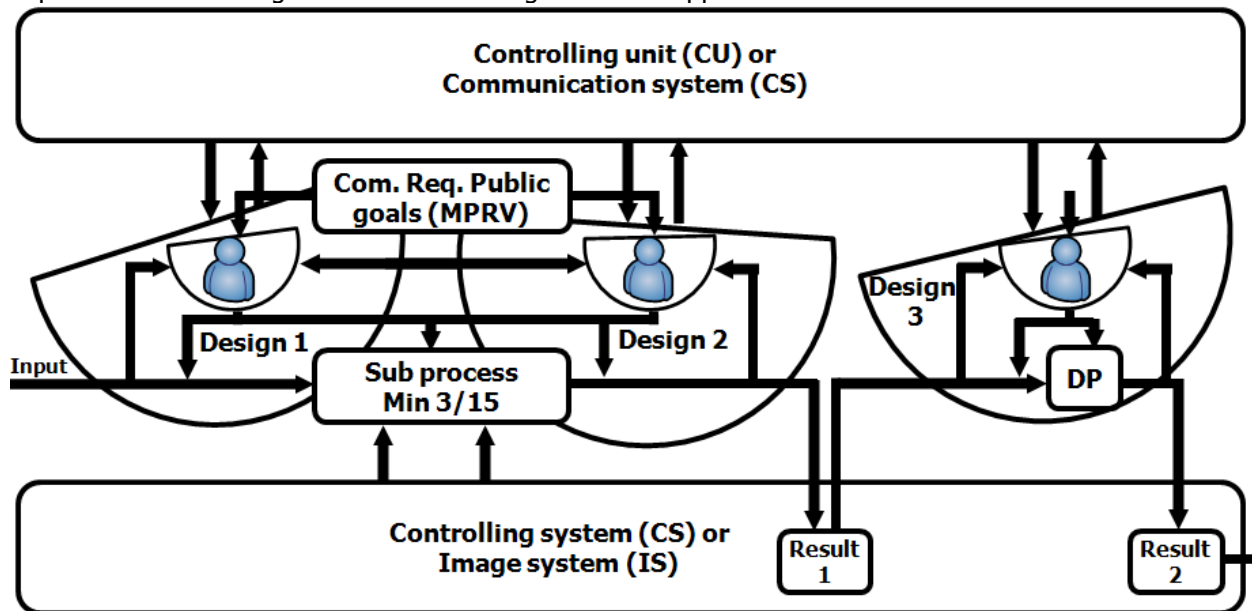 Controlling unit (CU) or
Communication system (CS)
Com. Req. Public
goals (MPRV)
Design 1
Design 2
Design
3
Input
Sub process
Min 3/15
DP
Controlling system (CS) or
Image system (IS)
Result
1
Result
2